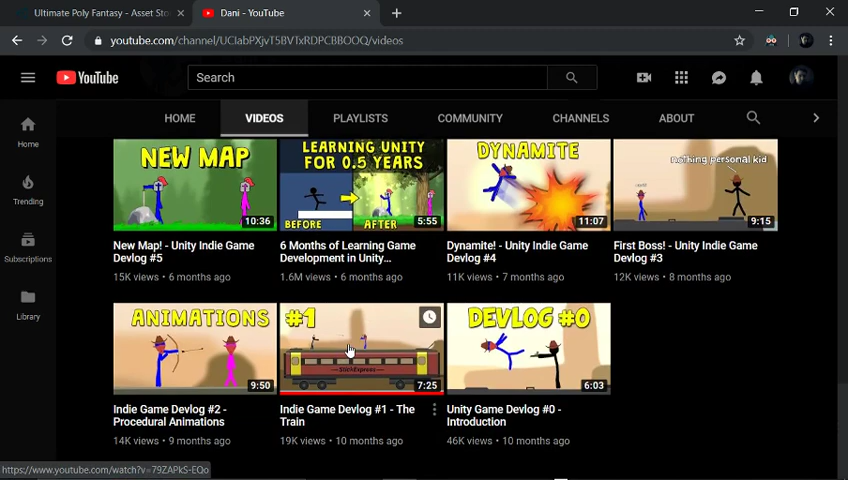 Ultimate Poly Fantasy - Asset Sto
Dani - YouTube
youtube.com/channel/UCIabPXjvT5BVTxRDPCBBOOQ/videos
YouTube
Search
HOME
VIDEOS
PLAYLISTS
COMMUNITY
CHANNELS
ABOUT
Home
Trending
Subscriptions
Library
NEW MAP
10:36
LEARNING UNITY
FOR 0.5 YEARS
BEFORE
AFTER
5:55
DYNAMITE
11:07
nothing personal kid
9:15
New Map! - Unity Indie Game
Devlog #5
15K views • 6 months ago
6 Months of Learning Game
Development in Unity...
1.6M views • 6 months ago
Dynamite! - Unity Indie Game
Devlog #4
11K views • 7 months ago
First Boss! - Unity Indie Game
Devlog #3
12K views • 8 months ago
ANIMATIONS
9:50
#1
StickExpress
7:25
DEVLOG #0
6:03
Indie Game Devlog #2 -
Procedural Animations
14K views • 9 months ago
Indie Game Devlog #1 - The
Train
19K views • 10 months ago
Unity Game Devlog #0 -
Introduction
46K views • 10 months ago
https://www.youtube.com/watch?v=79ZAPkS-EQo